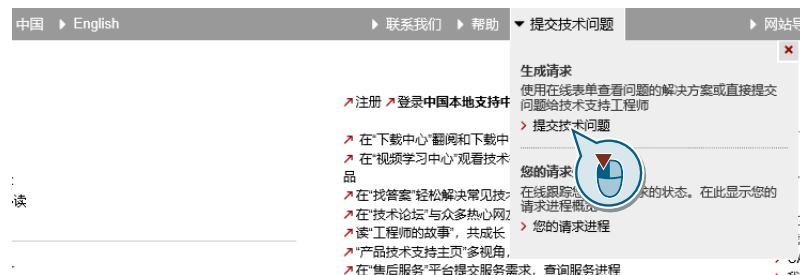 中国 English 联系我们 帮助 提交技术问题 网站导
生成请求
使用在线表单查看问题的解决方案或直接提交
问题给技术支持工程师
提交技术问题
您的请求
在线跟踪您 求的状态。在此显示您的
请求进程概览
您的请求进程
注册 登录中国本地支持中
在“下载中心”翻阅和下载中
在“视频学习中心”观看技术
品
在“找答案”轻松解决常见技术
在“技术论坛”与众多热心网友
读“工程师的故事”，共成长
“产品技术支持主页”多视角，
在“售后服务”平台提交服务需求，查询服务进程
读